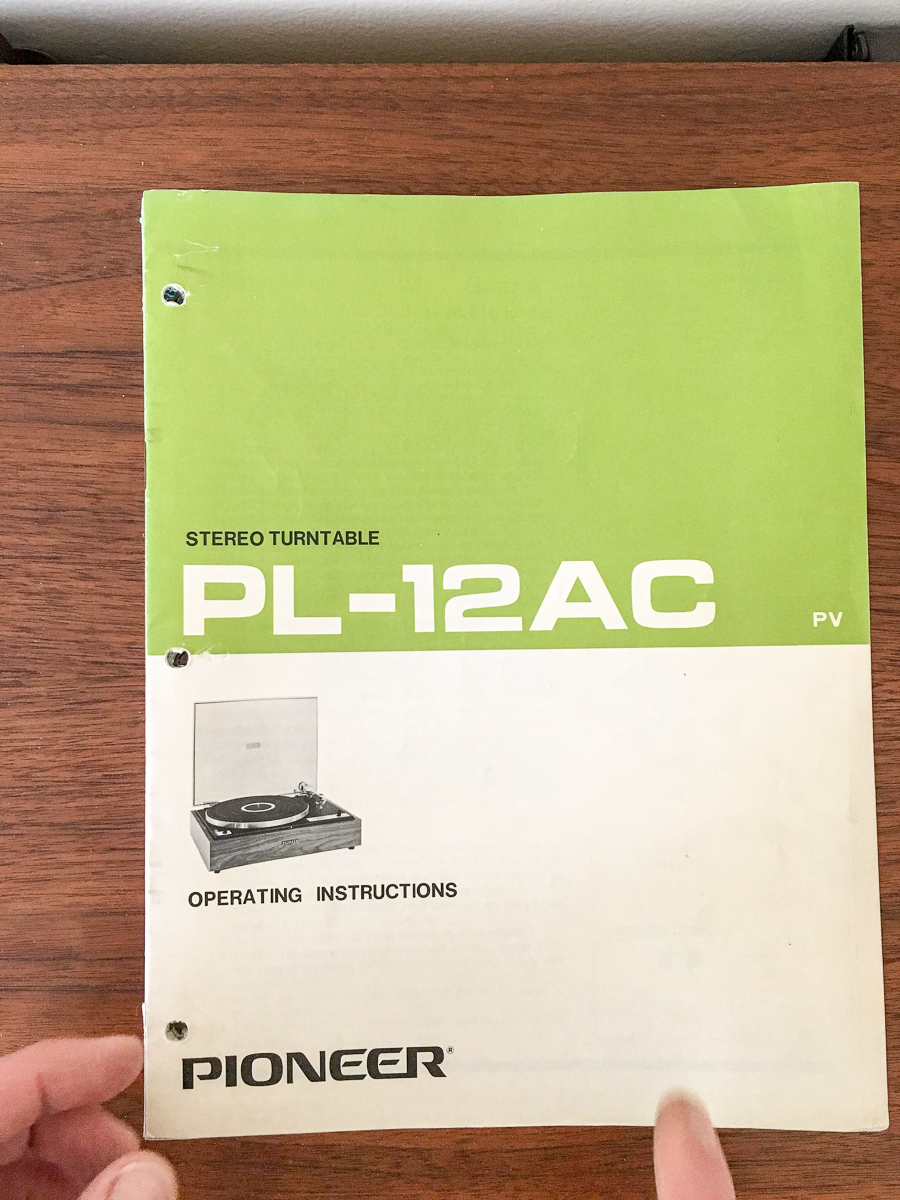 STEREO TURNTABLE
PL-12AC
PV
OPERATING INSTRUCTIONS
PIONEER®